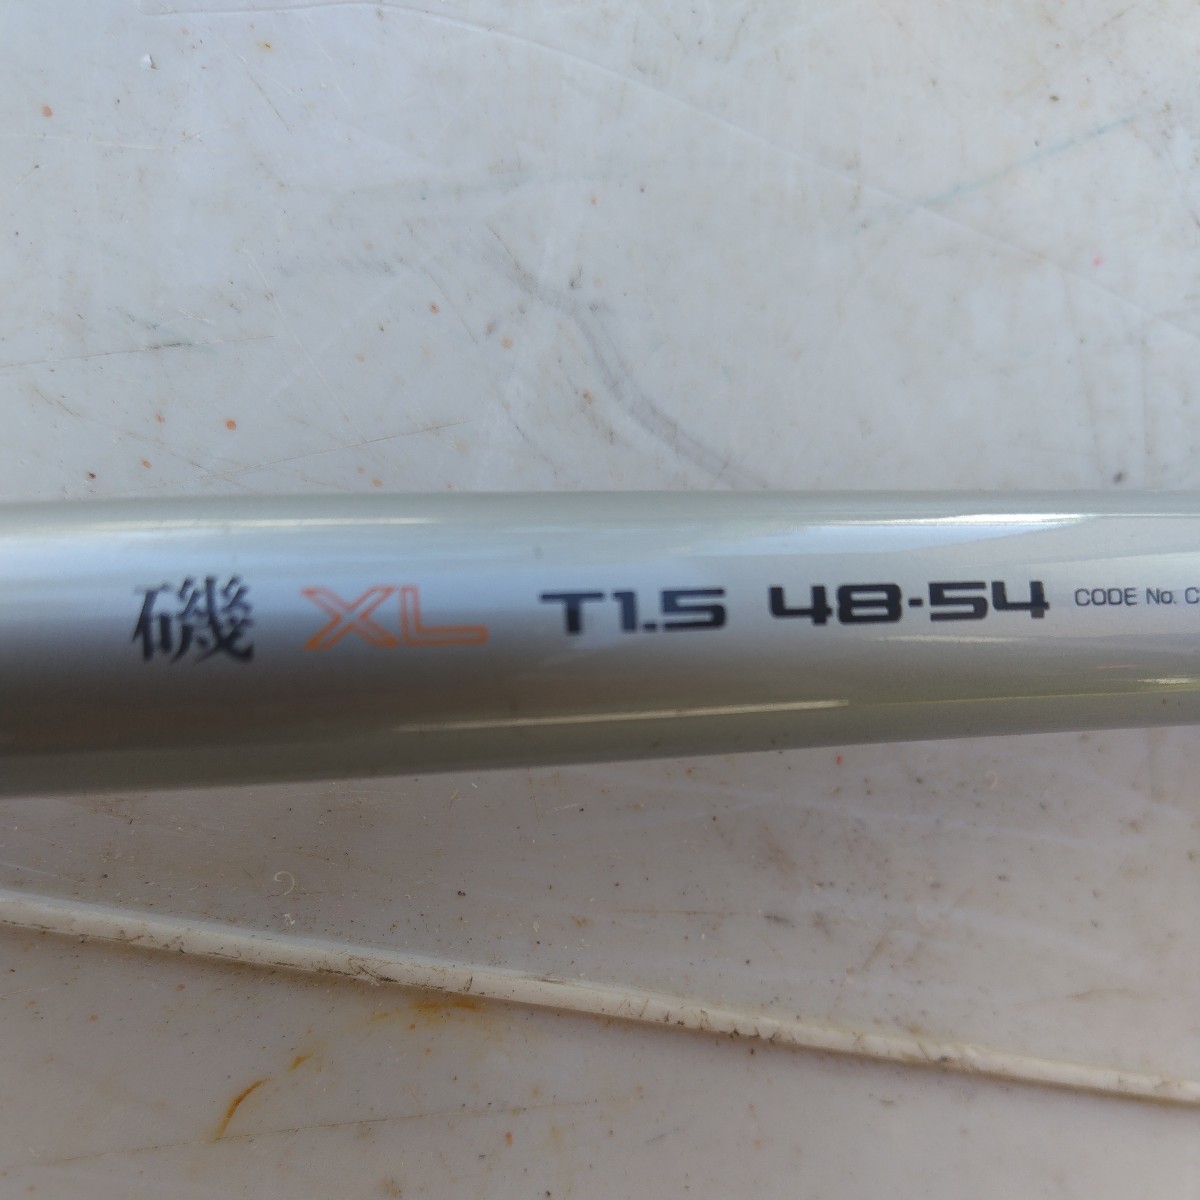 磯 XL T1.5 48-54 CODE No. C